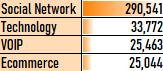 Social Network 290,541
Technology 33,772
VOIP 25,463
Ecommerce 25,044